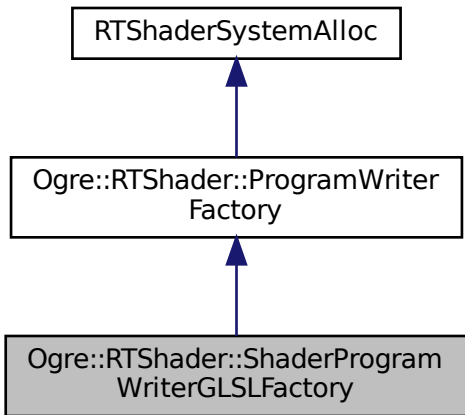 RTShaderSystemAlloc
Ogre::RTShader::ProgramWriter
Factory
Ogre::RTShader::ShaderProgram
WriterGLSLFactory